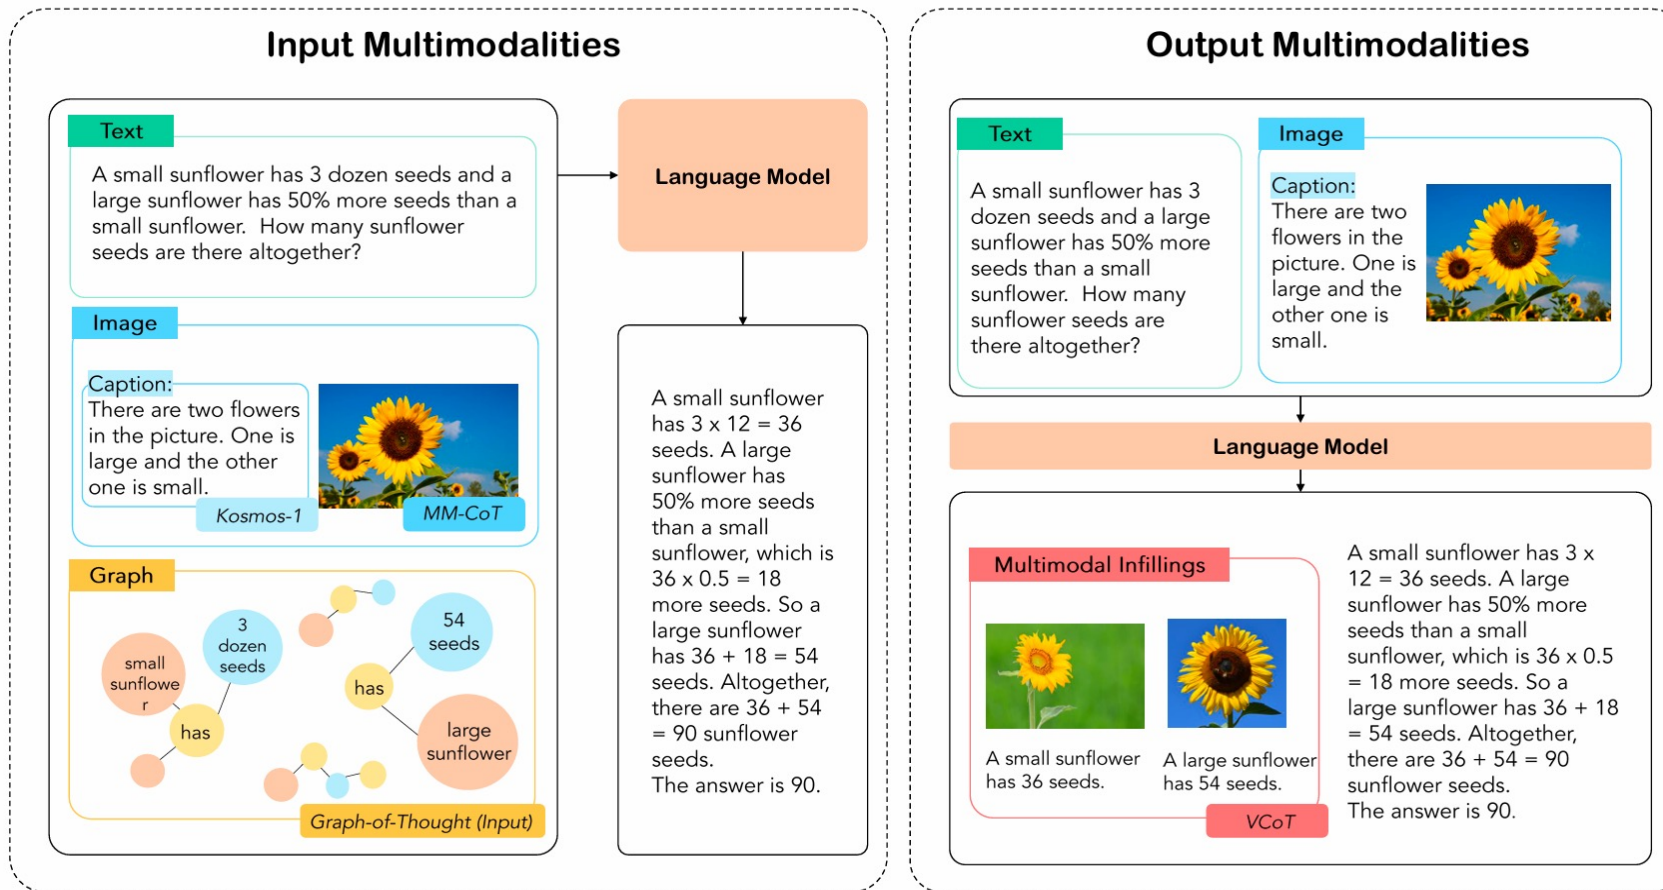 Input Multimodalities
Text
A small sunflower has 3 dozen seeds and a
large sunflower has 50% more seeds than a
small sunflower.  How many sunflower
seeds are there altogether?
Image
Caption:
There are two flowers
in the picture. One is
large and the other
one is small.
Kosmos-1
MM-CoT
Graph
small
sunflowe
r
3
dozen
seeds
has
54
seeds
has
large
sunflower
Graph-of-Thought (Input)
Language Model
A small sunflower
has 3 x 12 = 36
seeds. A large
sunflower has
50% more seeds
than a small
sunflower, which is
36 x 0.5 = 18
more seeds. So a
large sunflower
has 36 + 18 = 54
seeds. Altogether,
there are 36 + 54
= 90 sunflower
seeds.
The answer is 90.
Output Multimodalities
Text
A small sunflower has 3
dozen seeds and a large
sunflower has 50% more
seeds than a small
sunflower.  How many
sunflower seeds are
there altogether?
Image
Caption:
There are two
flowers in the
picture. One is
large and the
other one is
small.
Language Model
Multimodal Infillings
A small sunflower
has 36 seeds.
A large sunflower
has 54 seeds.
VCoT
A small sunflower has 3 x
12 = 36 seeds. A large
sunflower has 50% more
seeds than a small
sunflower, which is 36 x 0.5
= 18 more seeds. So a
large sunflower has 36 + 18
= 54 seeds. Altogether,
there are 36 + 54 = 90
sunflower seeds.
The answer is 90.